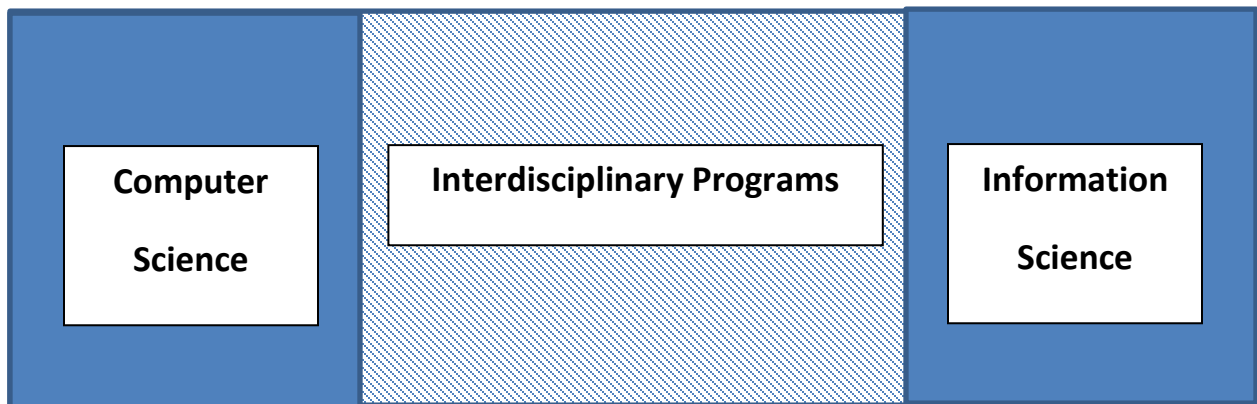 Computer
Science
Interdisciplinary Programs
Information
Science